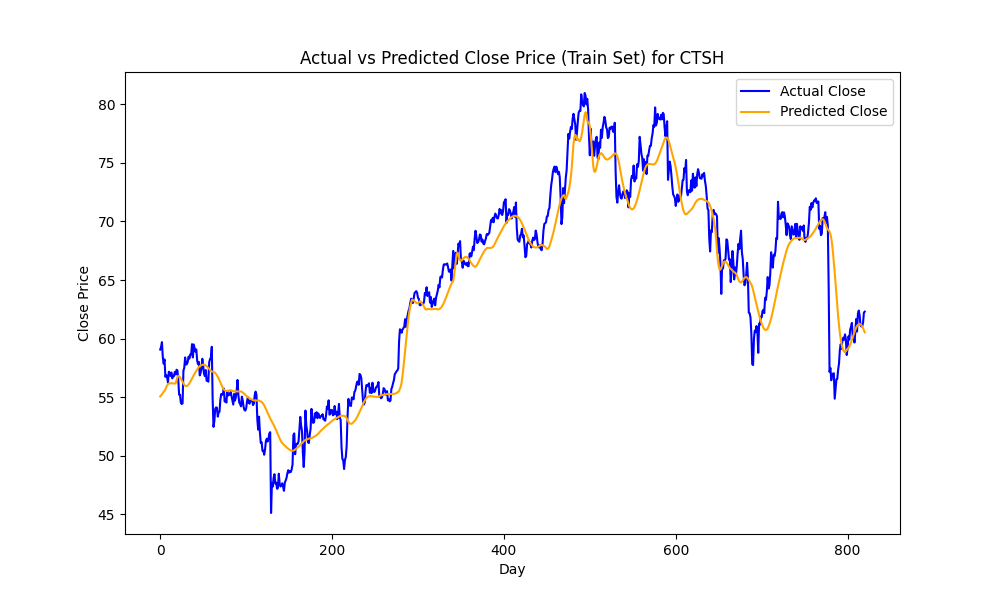 Actual vs Predicted Close Price (Train Set) for CTSH
Actual Close
Predicted Close
Close Price
80
75
70
65
60
55
50
45
0 200 400 600 800
Day